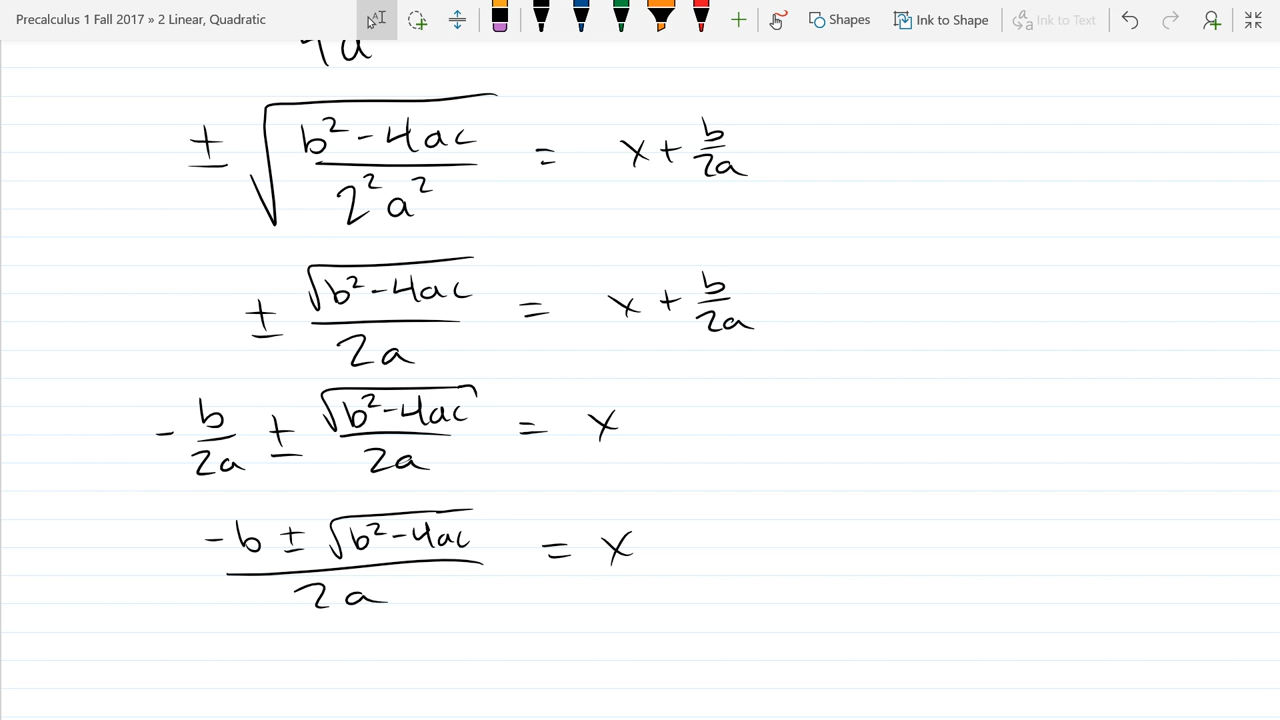 Precalculus 1 Fall 2017 » 2 Linear, Quadratic Shapes Ink to Shape Ink to Text
4a
± √((b² - 4ac)/(2²a²)) = x + b/2a
± √(b² - 4ac)/2a = x + b/2a
- b/2a ± √(b² - 4ac)/2a = x
(-b ± √(b² - 4ac))/2a = x